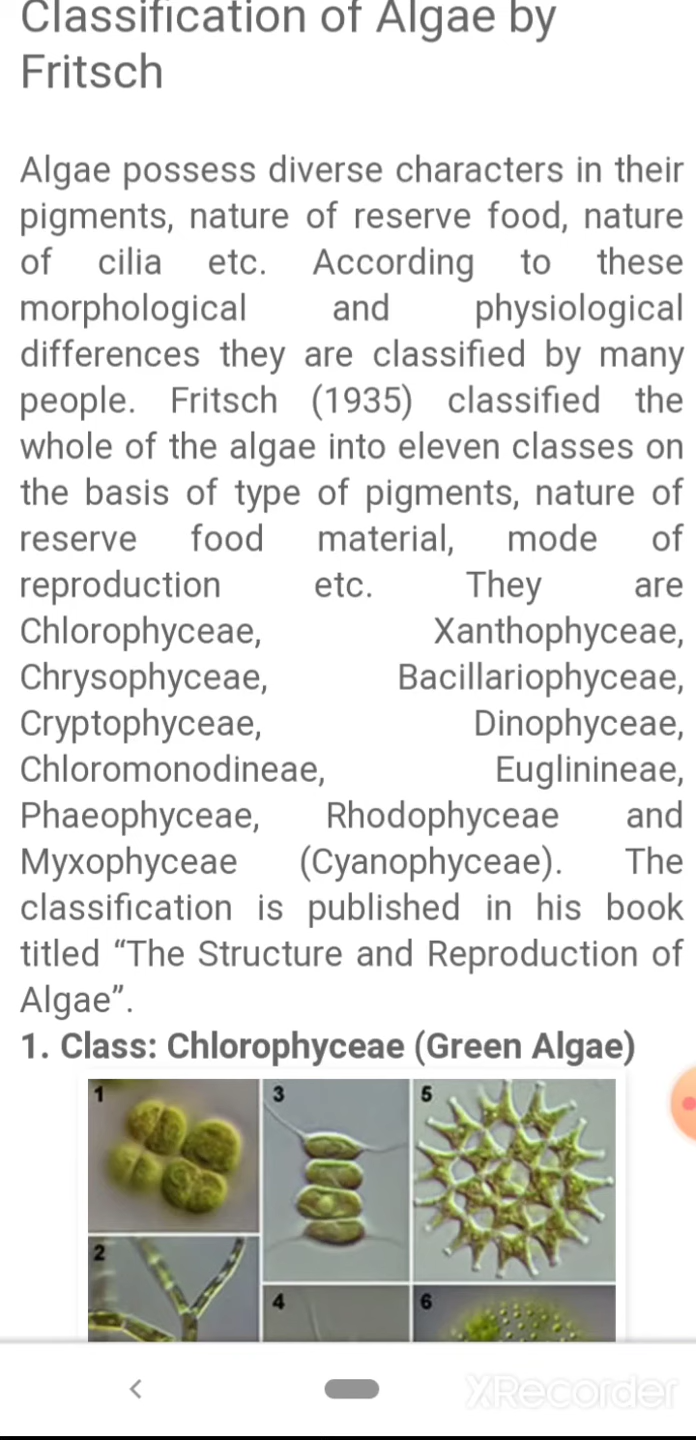 Classification of Algae by
Fritsch
Algae possess diverse characters in their
pigments, nature of reserve food, nature
of cilia etc. According to these
morphological and physiological
differences they are classified by many
people. Fritsch (1935) classified the
whole of the algae into eleven classes on
the basis of type of pigments, nature of
reserve food material, mode of
reproduction etc. They are
Chlorophyceae, Xanthophyceae,
Chrysophyceae, Bacillariophyceae,
Cryptophyceae, Dinophyceae,
Chloromonodineae, Euglinineae,
Phaeophyceae, Rhodophyceae and
Myxophyceae (Cyanophyceae). The
classification is published in his book
titled “The Structure and Reproduction of
Algae”.
1. Class: Chlorophyceae (Green Algae)
1 3 5
2
4 6
XRecorder